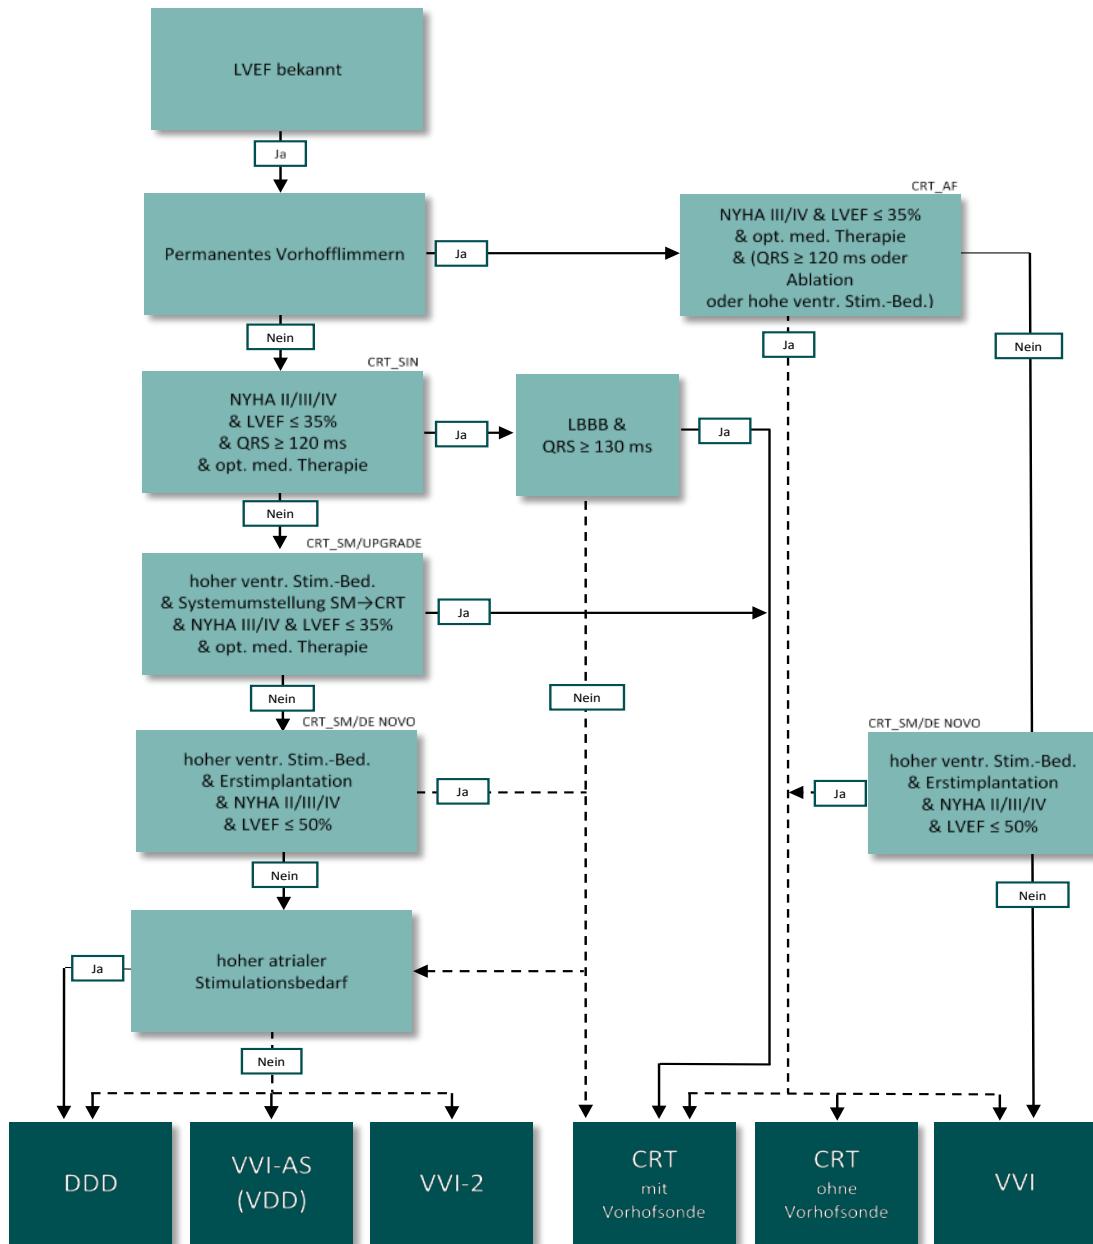 LVEF bekannt
Ja
CRT_AF
Permanentes Vorhofflimmern
Ja
NYHA III/IV & LVEF ≤ 35%
& opt. med. Therapie
& (QRS ≥ 120 ms oder
Ablation
oder hohe ventr. Stim.-Bed.)
Nein
Ja
Nein
CRT_SIN
NYHA II/III/IV
& LVEF ≤ 35%
& QRS ≥ 120 ms
& opt. med. Therapie
Ja
LBBB &
QRS ≥ 130 ms
Ja
Nein
CRT_SM/UPGRADE
hoher ventr. Stim.-Bed.
& Systemumstellung SM→CRT
& NYHA III/IV & LVEF ≤ 35%
& opt. med. Therapie
Ja
Nein
Nein
CRT_SM/DE NOVO
hoher ventr. Stim.-Bed.
& Erstimplantation
& NYHA II/III/IV
& LVEF ≤ 50%
Ja
CRT_SM/DE NOVO
Ja
hoher ventr. Stim.-Bed.
& Erstimplantation
& NYHA II/III/IV
& LVEF ≤ 50%
Nein
Nein
hoher atrialer
Stimulationsbedarf
Ja
Nein
DDD
VVI-AS
(VDD)
VVI-2
CRT
mit
Vorhofsonde
CRT
ohne
Vorhofsonde
VVI